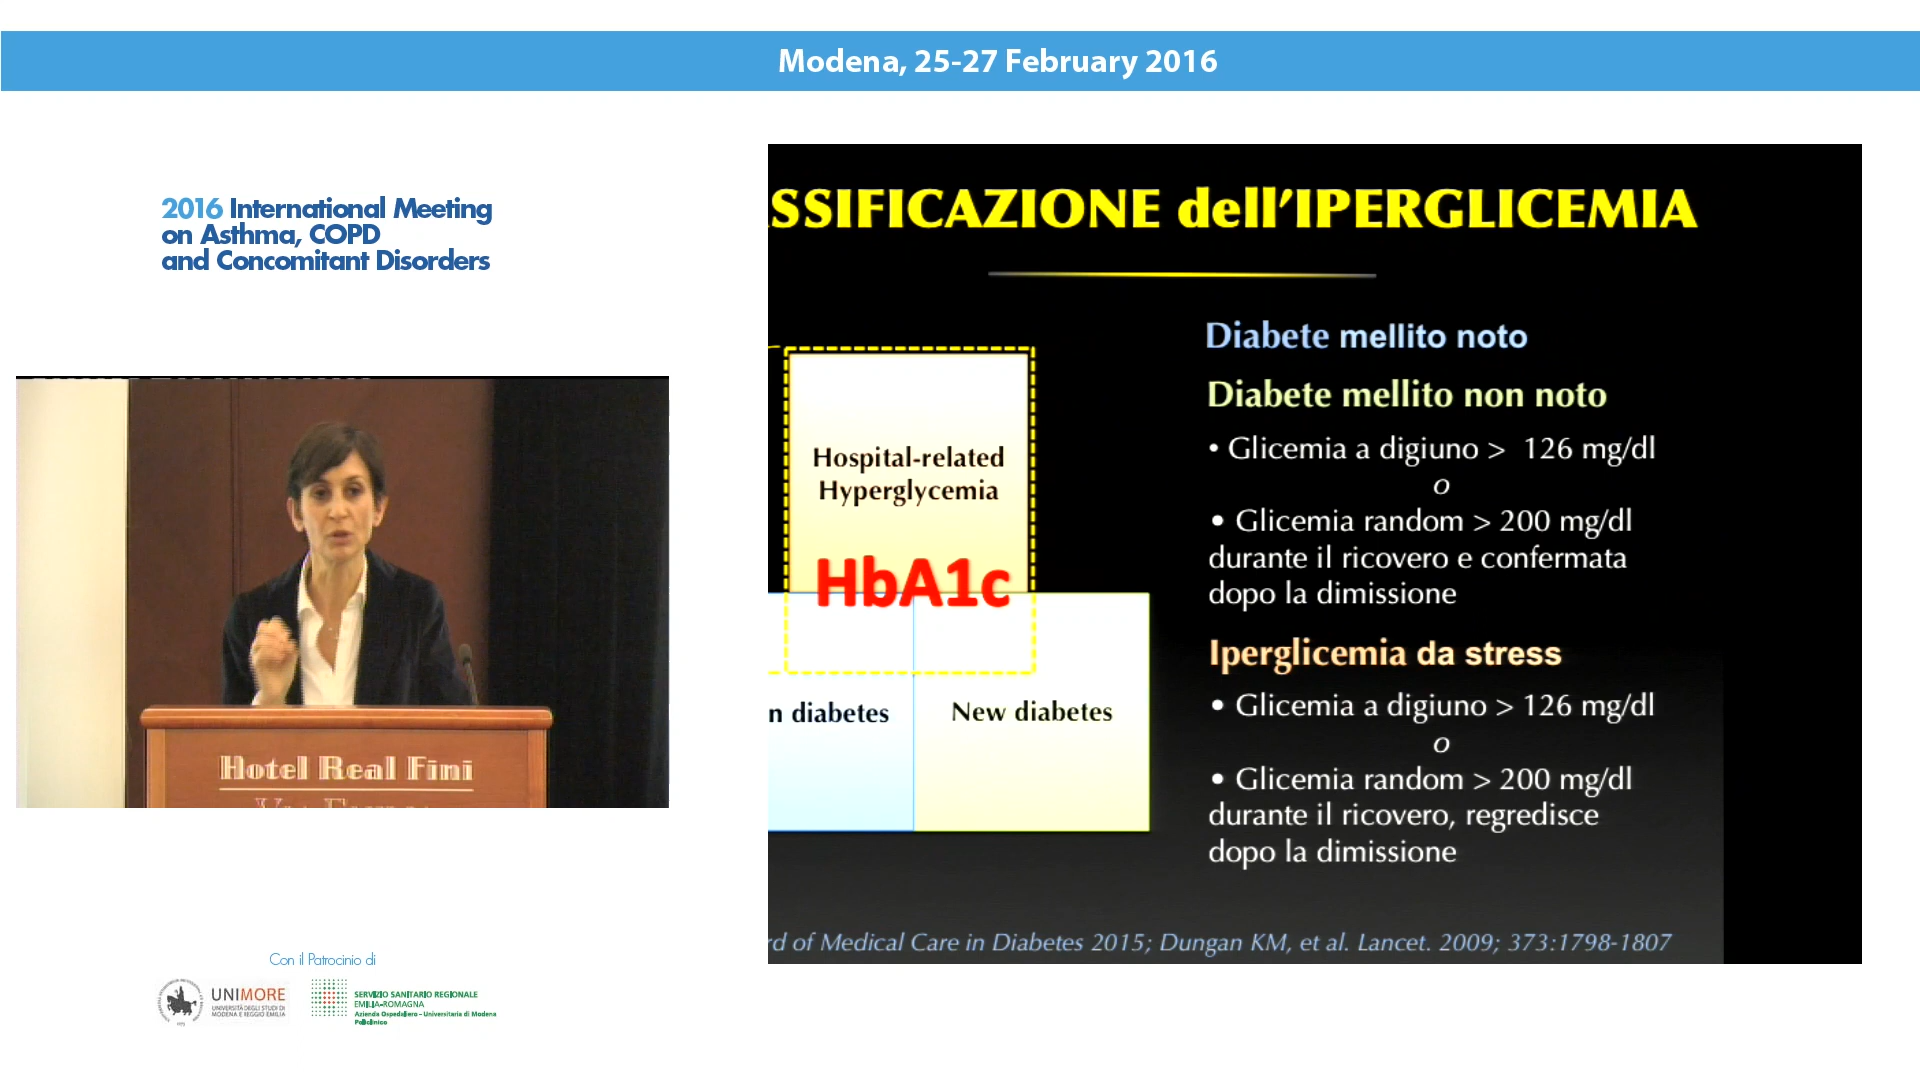 Modena, 25-27 February 2016
2016 International Meeting
on Asthma, COPD
and Concomitant Disorders
Hotel Real Fini
Con il Patrocinio di
UNIMORE
UNIVERSITÀ DEGLI STUDI DI
MODENA E REGGIO EMILIA
SERVIZIO SANITARIO REGIONALE
EMILIA-ROMAGNA
Azienda Ospedaliero - Universitaria di Modena
Policlinico
SSIFICAZIONE dell'IPERGLICEMIA
Hospital-related
Hyperglycemia
HbA1c
n diabetes
New diabetes
Diabete mellito noto
Diabete mellito non noto
• Glicemia a digiuno > 126 mg/dl
o
• Glicemia random > 200 mg/dl
durante il ricovero e confermata
dopo la dimissione
Iperglicemia da stress
• Glicemia a digiuno > 126 mg/dl
o
• Glicemia random > 200 mg/dl
durante il ricovero, regredisce
dopo la dimissione
rd of Medical Care in Diabetes 2015; Dungan KM, et al. Lancet. 2009; 373:1798-1807